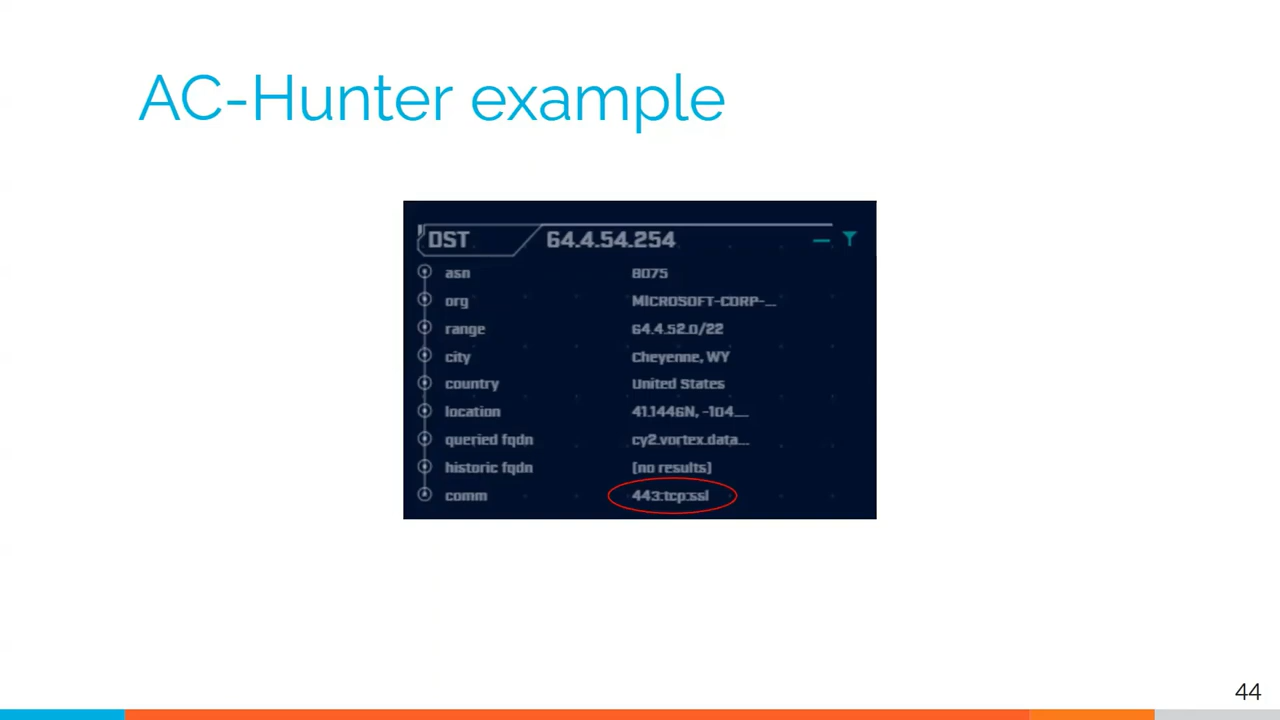 AC-Hunter example
DST 64.4.54.254
asn 8075
org MICROSOFT-CORP-...
range 64.4.52.0/22
city Cheyenne, WY
country United States
location 41.1446N, -104....
queried fqdn cy2.vortex.data...
historic fqdn [no results]
comm 443:tcp:ssl
44